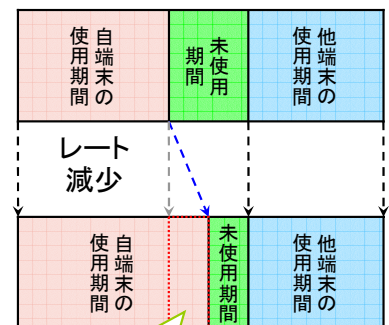 自端末の
使用期間
未使用
期間
他端末の
使用期間
レート
減少
自端末の
使用期間
未使用期間
他端末の
使用期間